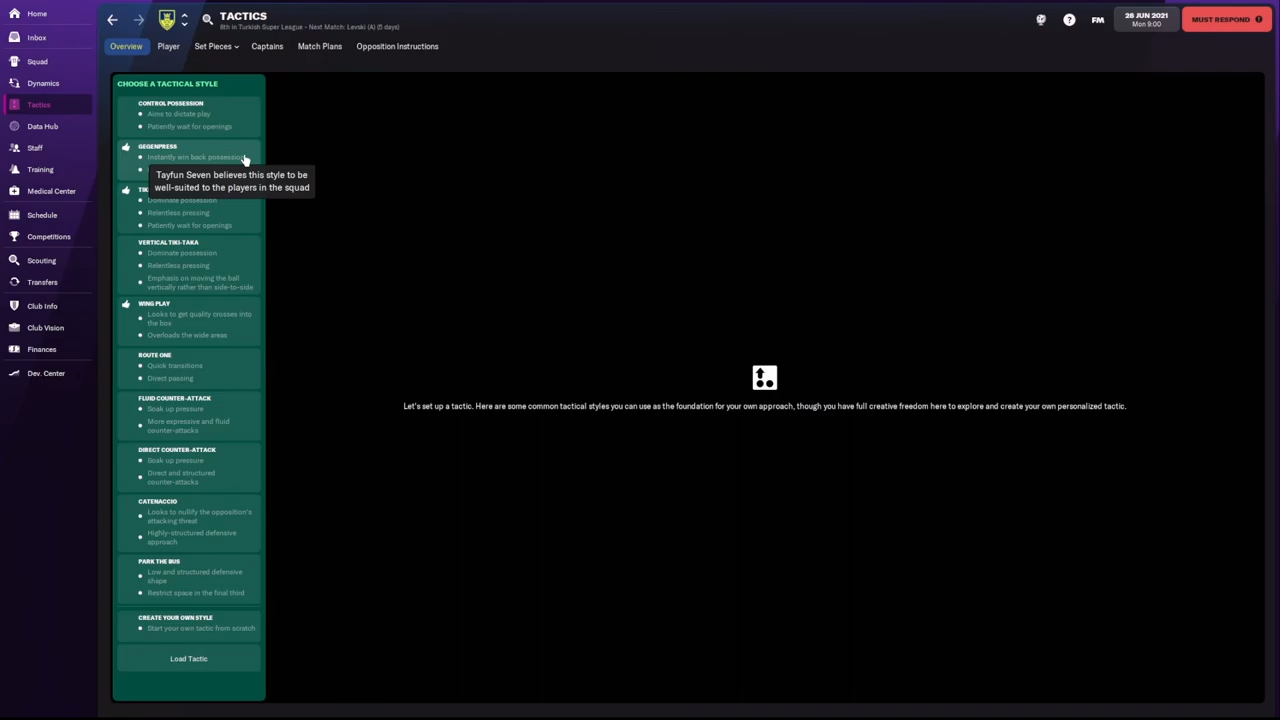 Home
Inbox
Squad
Dynamics
Tactics
Data Hub
Staff
Training
Medical Center
Schedule
Competitions
Scouting
Transfers
Club Info
Club Vision
Finances
Dev. Center
TACTICS
8th in Turkish Super League - Next Match: Levski (A) (5 days)
FM
28 JUN 2021
Mon 9:00
MUST RESPOND
Overview
Player
Set Pieces
Captains
Match Plans
Opposition Instructions
CHOOSE A TACTICAL STYLE
CONTROL POSSESSION
Aims to dictate play
Patiently wait for openings
GEGENPRESS
Instantly win back possession
Tayfun Seven believes this style to be
well-suited to the players in the squad
Dominate possession
Relentless pressing
Patiently wait for openings
VERTICAL TIKI-TAKA
Dominate possession
Relentless pressing
Emphasis on moving the ball
vertically rather than side-to-side
WING PLAY
Looks to get quality crosses into
the box
Overloads the wide areas
ROUTE ONE
Quick transitions
Direct passing
FLUID COUNTER-ATTACK
Soak up pressure
More expressive and fluid
counter-attacks
DIRECT COUNTER-ATTACK
Soak up pressure
Direct and structured
counter-attacks
CATENACCIO
Looks to nullify the opposition's
attacking threat
Highly-structured defensive
approach
PARK THE BUS
Low and structured defensive
shape
Restrict space in the final third
CREATE YOUR OWN STYLE
Start your own tactic from scratch
Load Tactic
Let's set up a tactic. Here are some common tactical styles you can use as the foundation for your own approach, though you have full creative freedom here to explore and create your own personalized tactic.